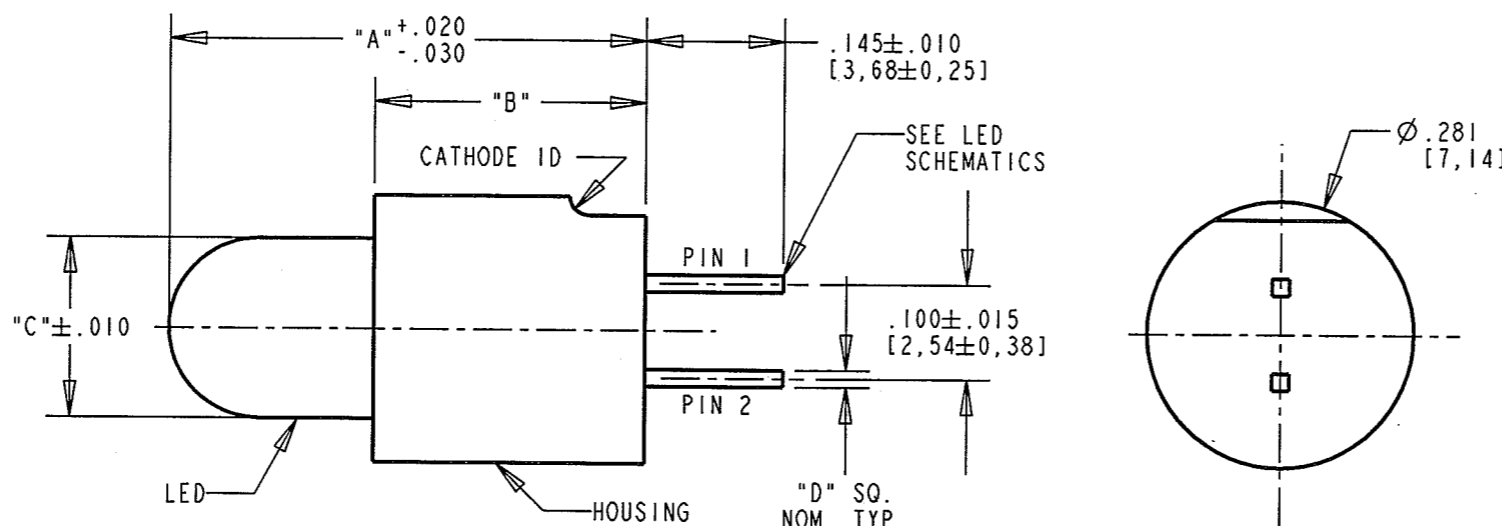 "A" +.020
-.030
.145±.010
[3,68±0,25]
"B"
CATHODE ID
SEE LED
SCHEMATICS
Ø.281
[7,14]
PIN 1
"C"±.010
.100±.015
[2,54±0,38]
PIN 2
LED
HOUSING
"D" SQ.
NOM TYP